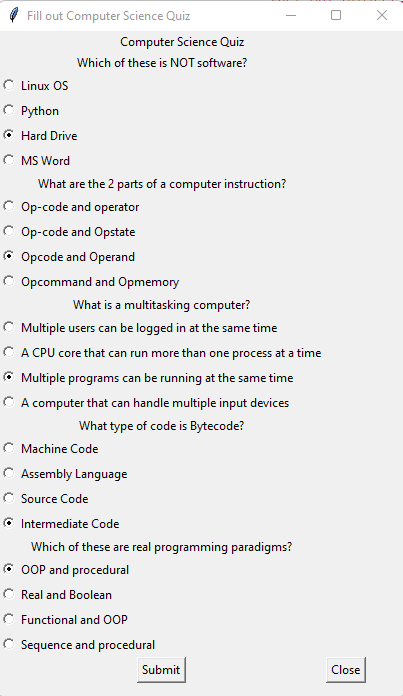 Fill out Computer Science Quiz
Computer Science Quiz
Which of these is NOT software?
Linux OS
Python
Hard Drive
MS Word
What are the 2 parts of a computer instruction?
Op-code and operator
Op-code and Opstate
Opcode and Operand
Opcommand and Opmemory
What is a multitasking computer?
Multiple users can be logged in at the same time
A CPU core that can run more than one process at a time
Multiple programs can be running at the same time
A computer that can handle multiple input devices
What type of code is Bytecode?
Machine Code
Assembly Language
Source Code
Intermediate Code
Which of these are real programming paradigms?
OOP and procedural
Real and Boolean
Functional and OOP
Sequence and procedural
Submit Close